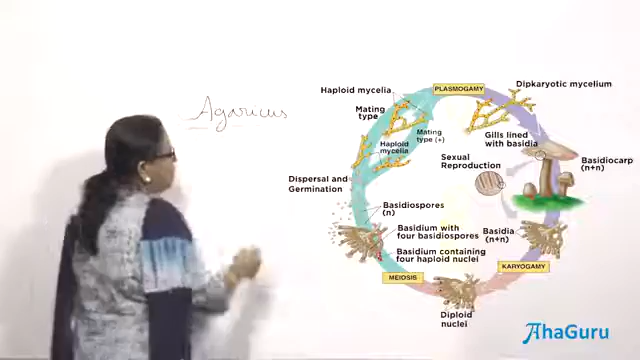 Agaricus
PLASMOGAMY
Haploid mycelia
Dipkaryotic mycelium
Mating
type
Mating
type (+)
Gills lined
with basidia
Haploid
mycelia
Sexual
Reproduction
Basidiocarp
(n+n)
Dispersal and
Germination
Basidiospores
(n)
Basidium with
four basidiospores
Basidia
(n+n)
Basidium containing
four haploid nuclei
KARYOGAMY
MEIOSIS
Diploid
nuclei
AhaGuru